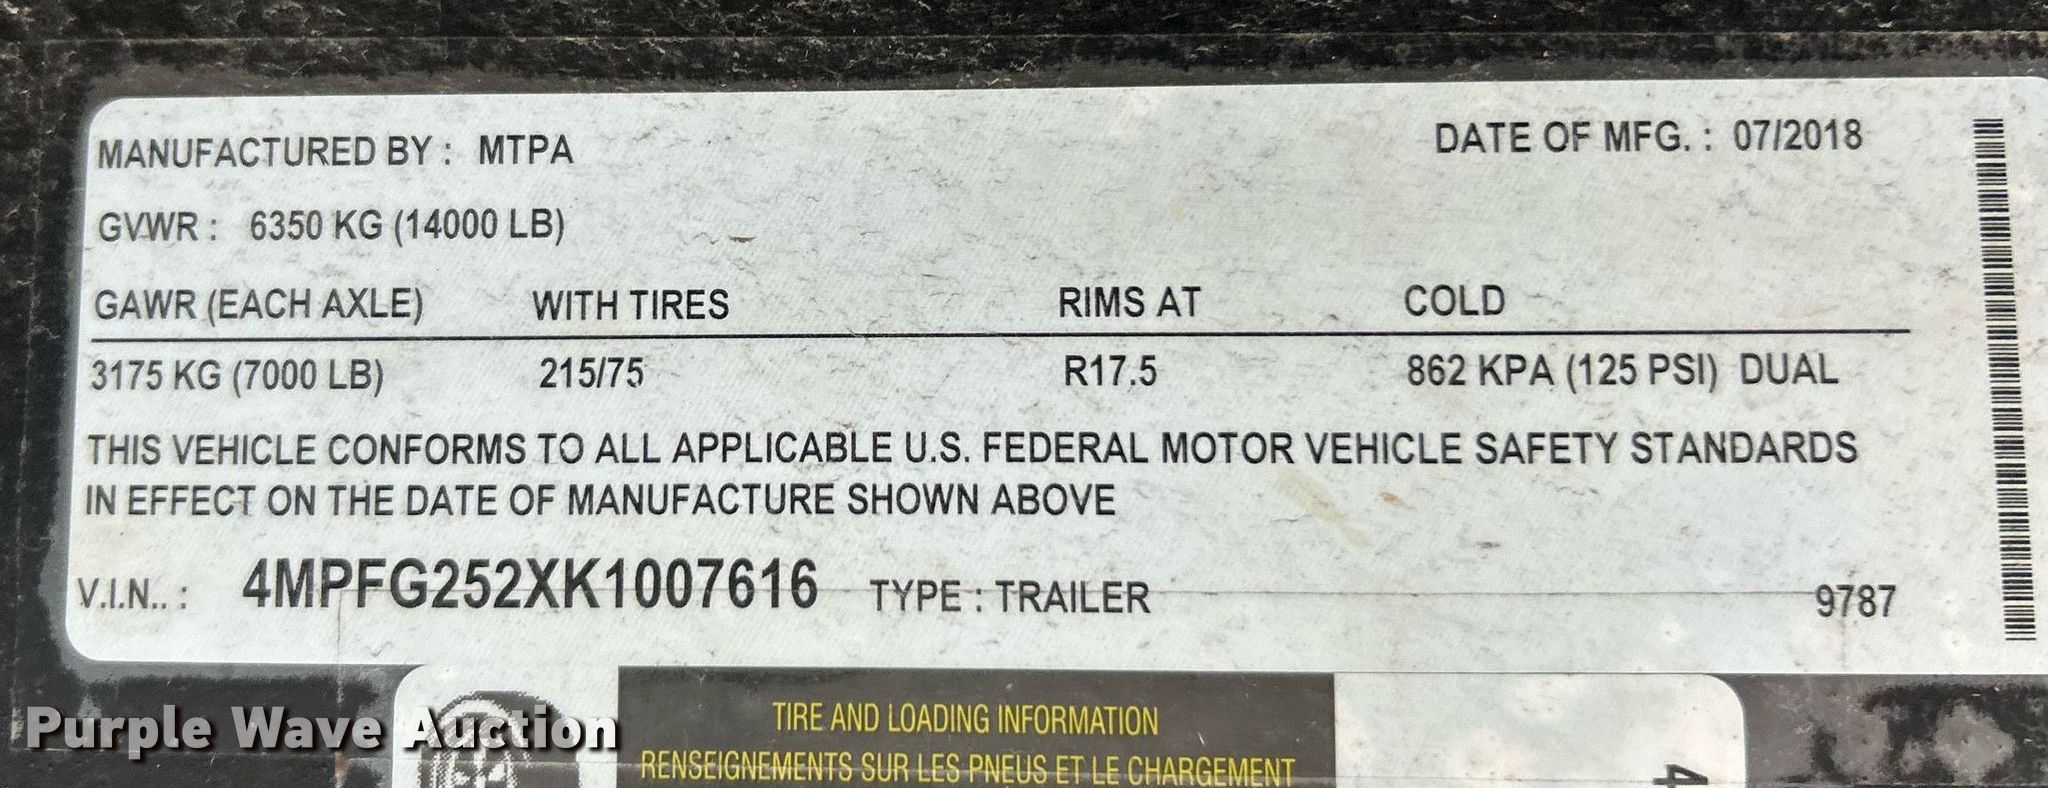 MANUFACTURED BY : MTPA
DATE OF MFG. : 07/2018
GVWR : 6350 KG (14000 LB)
GAWR (EACH AXLE) WITH TIRES RIMS AT COLD
3175 KG (7000 LB) 215/75 R17.5 862 KPA (125 PSI) DUAL
THIS VEHICLE CONFORMS TO ALL APPLICABLE U.S. FEDERAL MOTOR VEHICLE SAFETY STANDARDS
IN EFFECT ON THE DATE OF MANUFACTURE SHOWN ABOVE
V.I.N.. : 4MPFG252XK1007616 TYPE : TRAILER 9787
TIRE AND LOADING INFORMATION
RENSEIGNEMENTS SUR LES PNEUS ET LE CHARGEMENT
Purple Wave Auction